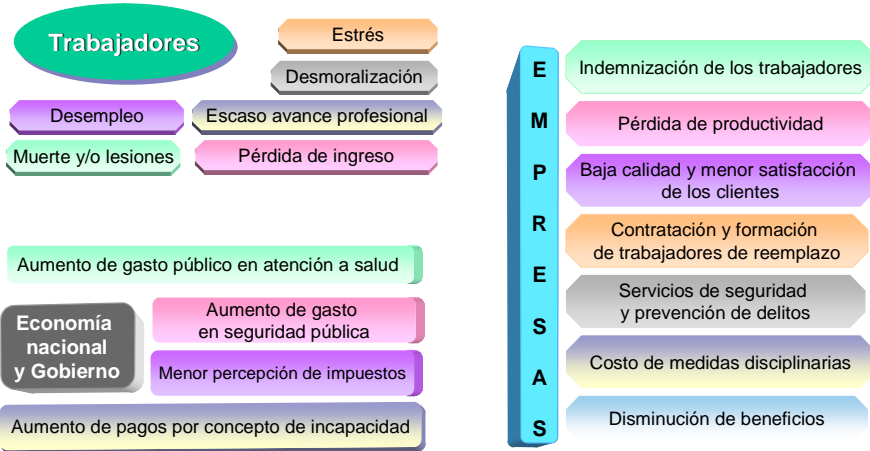 Trabajadores
Estrés
Desmoralización
Desempleo
Escaso avance profesional
Muerte y/o lesiones
Pérdida de ingreso
Aumento de gasto público en atención a salud
Economía
nacional
y Gobierno
Aumento de gasto
en seguridad pública
Menor percepción de impuestos
Aumento de pagos por concepto de incapacidad
E
M
P
R
E
S
A
S
Indemnización de los trabajadores
Pérdida de productividad
Baja calidad y menor satisfacción
de los clientes
Contratación y formación
de trabajadores de reemplazo
Servicios de seguridad
y prevención de delitos
Costo de medidas disciplinarias
Disminución de beneficios